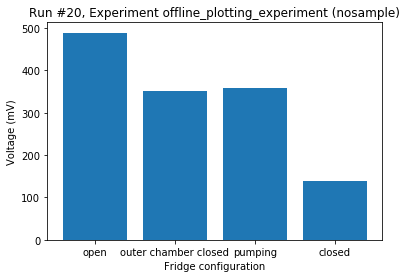 Run #20, Experiment offline_plotting_experiment (nosample)
500
400
300
200
100
0
Voltage (mV)
open outer chamber closed pumping closed
Fridge configuration